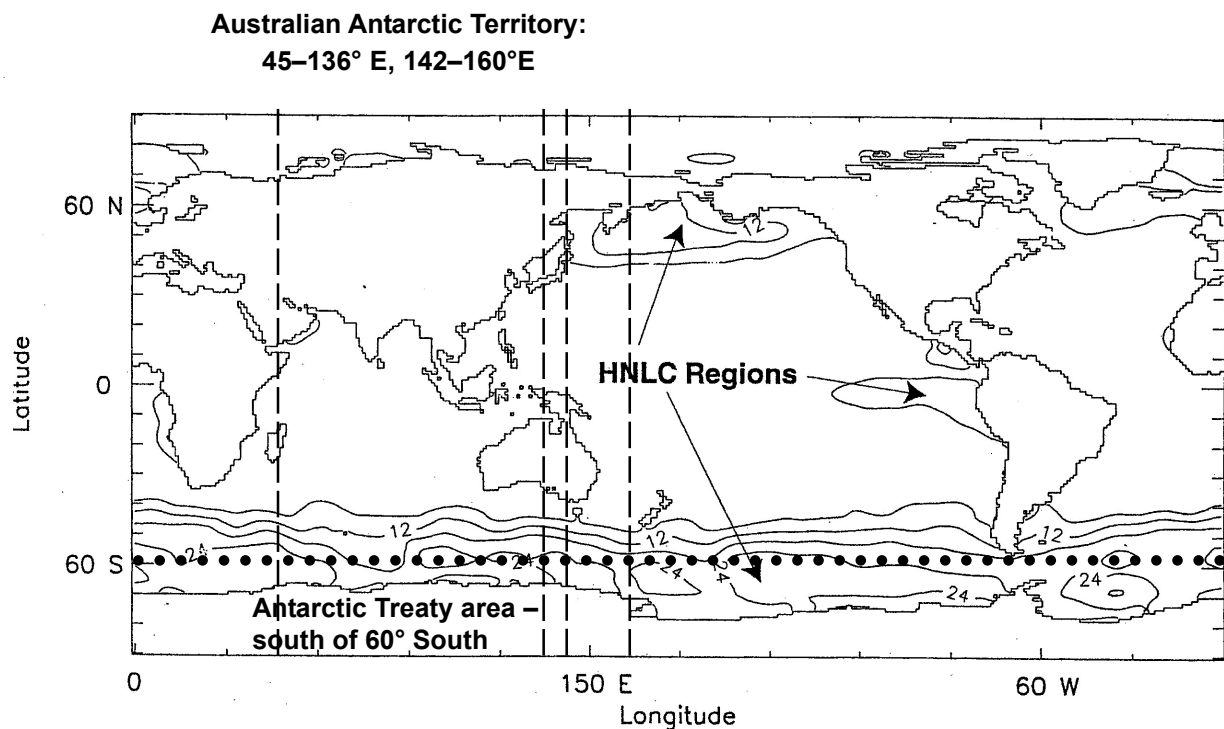 Australian Antarctic Territory:
45–136° E, 142–160°E
60 N
12
Latitude
0
HNLC Regions
12
12
12
24
24
60 S
24
24
24
24
Antarctic Treaty area –
south of 60° South
0
150 E
60 W
Longitude